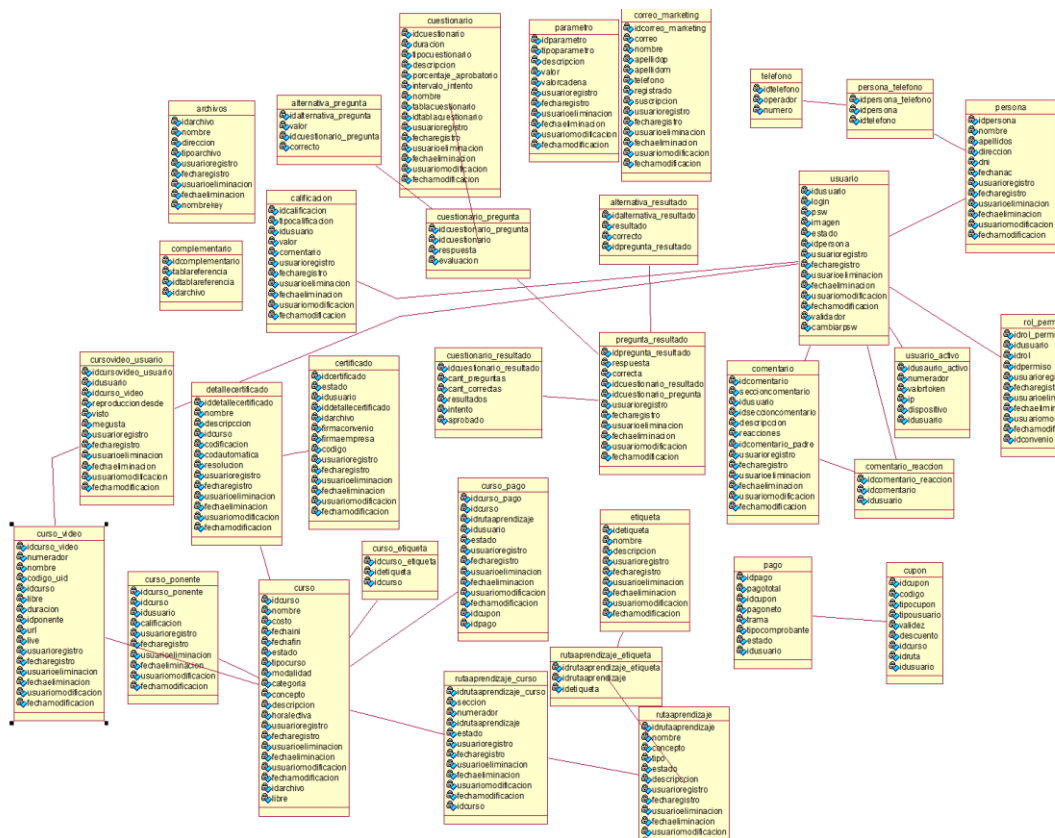 cuestionario
idcuestionario
duracion
tipocuestionario
descripcion
porcentaje_aprobatorio
intervalo_intento
nombre
tablacuestionario
idtablacuestionario
usuarioregistro
fecharegistro
usuarioeliminacion
fechaeliminacion
usuariomodificacion
fechamodificacion
parametro
idparametro
tipoparametro
descripcion
valor
valorcadena
usuarioregistro
fecharegistro
usuarioeliminacion
fechaeliminacion
usuariomodificacion
fechamodificacion
correo_marketing
idcorreo_marketing
correo
nombre
apellidop
apellidom
telefono
registrado
suscripcion
usuarioregistro
fecharegistro
usuarioeliminacion
fechaeliminacion
usuariomodificacion
fechamodificacion
telefono
idtelefono
operador
numero
persona_telefono
idpersona_telefono
idpersona
idtelefono
persona
idpersona
nombre
apellidos
direccion
dni
fechanac
usuarioregistro
fecharegistro
usuarioeliminacion
fechaeliminacion
usuariomodificacion
fechamodificacion
archivos
idarchivo
nombre
direccion
tipoarchivo
usuarioregistro
fecharegistro
usuarioeliminacion
fechaeliminacion
nombrekey
alternativa_pregunta
idalternativa_pregunta
valor
idcuestionario_pregunta
correcto
calificacion
idcalificacion
tipocalificacion
idusuario
valor
comentario
usuarioregistro
fecharegistro
usuarioeliminacion
fechaeliminacion
usuariomodificacion
fechamodificacion
cuestionario_pregunta
idcuestionario_pregunta
idcuestionario
respuesta
evaluacion
alternativa_resultado
idalternativa_resultado
resultado
correcto
idpregunta_resultado
usuario
idusuario
login
psw
imagen
estado
idpersona
usuarioregistro
fecharegistro
usuarioeliminacion
fechaeliminacion
usuariomodificacion
fechamodificacion
validador
cambiarpsw
complementario
idcomplementario
tablareferencia
idtablareferencia
idarchivo
cursovideo_usuario
idcursovideo_usuario
idusuario
idcurso_video
reproducciondesde
visto
megusta
usuarioregistro
fecharegistro
usuarioeliminacion
fechaeliminacion
usuariomodificacion
fechamodificacion
detallecertificado
iddetallecertificado
nombre
descripccion
idcurso
codificacion
codautomatica
resolucion
usuarioregistro
fecharegistro
usuarioeliminacion
fechaeliminacion
usuariomodificacion
fechamodificacion
certificado
idcertificado
estado
idusuario
iddetallecertificado
idarchivo
firmaconvenio
firmaempresa
codigo
usuarioregistro
fecharegistro
usuarioeliminacion
fechaeliminacion
usuariomodificacion
fechamodificacion
cuestionario_resultado
idcuestionario_resultado
cant_preguntas
cant_correctas
resultados
intento
aprobado
pregunta_resultado
idpregunta_resultado
respuesta
correcta
idcuestionario_resultado
idcuestionario_pregunta
usuarioregistro
fecharegistro
usuarioeliminacion
fechaeliminacion
usuariomodificacion
fechamodificacion
comentario
idcomentario
seccioncomentario
idusuario
idseccioncomentario
descripccion
reacciones
idcomentario_padre
usuarioregistro
fecharegistro
usuarioeliminacion
fechaeliminacion
usuariomodificacion
fechamodificacion
usuario_activo
idusaurio_activo
numerador
valortoken
ip
dispositivo
idusuario
rol_permi
idrol_permi
idusuario
idrol
idpermiso
usuarioregi
fecharegist
usuarioelim
fechaelimin
usuariomo
fechamodif
idconvenio
comentario_reaccion
idcomentario_reaccion
idcomentario
idusuario
curso_video
idcurso_video
numerador
nombre
codigo_uid
idcurso
libre
duracion
idponente
url
live
usuarioregistro
fecharegistro
usuarioeliminacion
fechaeliminacion
usuariomodificacion
fechamodificacion
curso_ponente
idcurso_ponente
idcurso
idusuario
calificacion
usuarioregistro
fecharegistro
usuarioeliminacion
fechaeliminacion
usuariomodificacion
fechamodificacion
curso
idcurso
nombre
costo
fechaini
fechafin
estado
tipocurso
modalidad
categoria
concepto
descripcion
horalectiva
usuarioregistro
fecharegistro
usuarioeliminacion
fechaeliminacion
usuariomodificacion
fechamodificacion
idarchivo
libre
curso_etiqueta
idcurso_etiqueta
idetiqueta
idcurso
curso_pago
idcurso_pago
idcurso
idrutaaprendizaje
idusuario
estado
usuarioregistro
fecharegistro
usuarioeliminacion
fechaeliminacion
usuariomodificacion
fechamodificacion
idcupon
idpago
etiqueta
idetiqueta
nombre
descripcion
usuarioregistro
fecharegistro
usuarioeliminacion
fechaeliminacion
usuariomodificacion
fechamodificacion
pago
idpago
pagototal
idcupon
pagoneto
trama
tipocomprobante
estado
idusuario
cupon
idcupon
codigo
tipocupon
tipousuario
validez
descuento
idcurso
idruta
idusuario
rutaaprendizaje_etiqueta
idrutaaprendizaje_etiqueta
idrutaaprendizaje
idetiqueta
rutaaprendizaje_curso
idrutaaprendizaje_curso
seccion
numerador
idrutaaprendizaje
estado
usuarioregistro
fecharegistro
usuarioeliminacion
fechaeliminacion
usuariomodificacion
fechamodificacion
idcurso
rutaaprendizaje
idrutaaprendizaje
nombre
concepto
tipo
estado
descripccion
usuarioregistro
fecharegistro
usuarioeliminacion
fechaeliminacion
usuariomodificacion